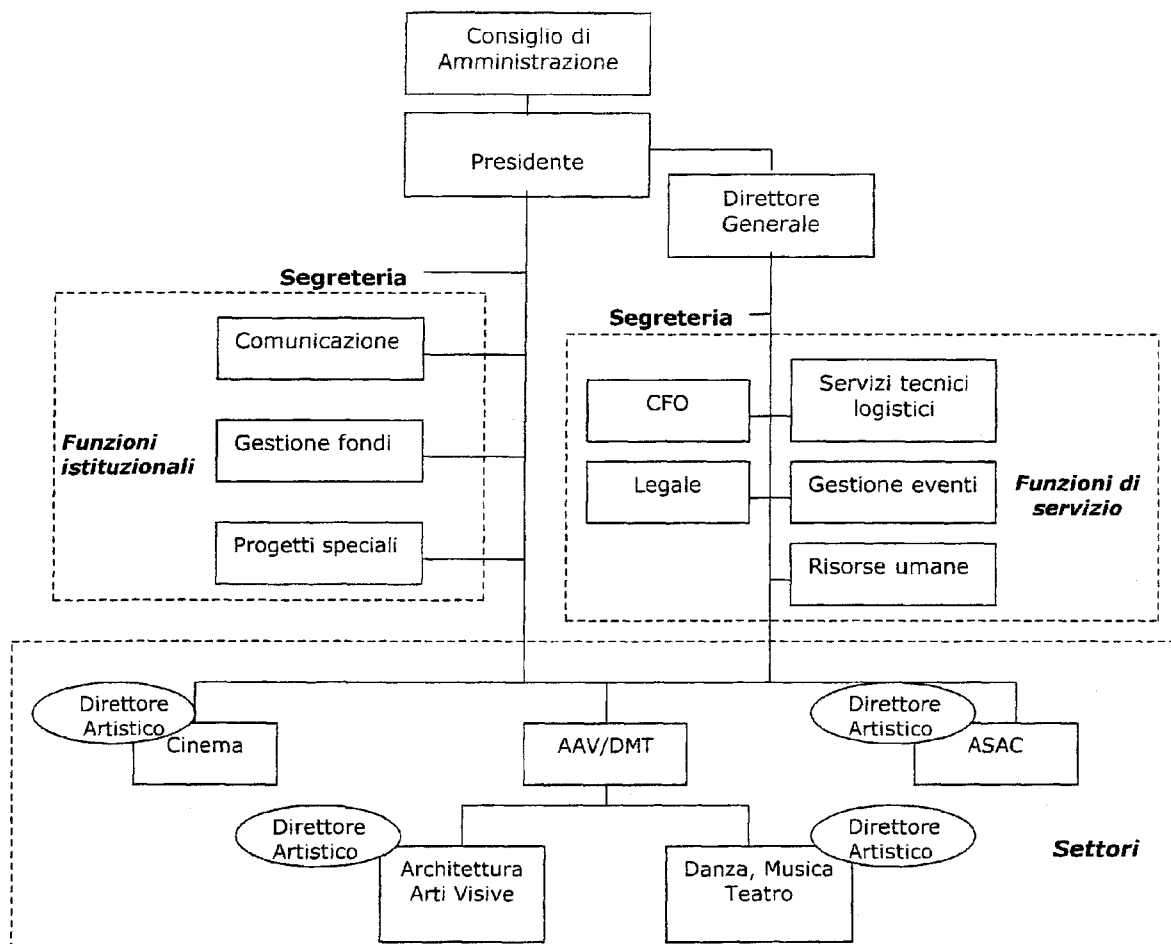 Consiglio di
Amministrazione
Presidente
Direttore
Generale
Segreteria
Segreteria
Comunicazione
Gestione fondi
Progetti speciali
Funzioni
istituzionali
CFO
Servizi tecnici
logistici
Legale
Gestione eventi
Risorse umane
Funzioni di
servizio
Direttore
Artistico
Cinema
AAV/DMT
Direttore
Artistico
ASAC
Direttore
Artistico
Architettura
Arti Visive
Danza, Musica
Teatro
Direttore
Artistico
Settori